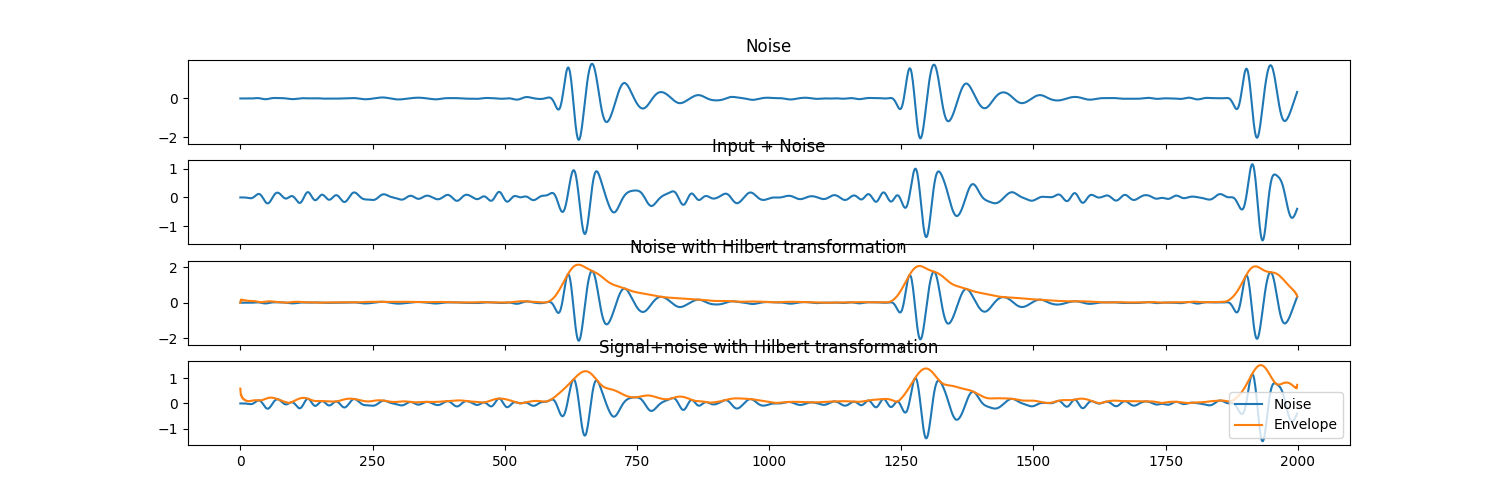 Noise
0
−2
Input + Noise
1
0
−1
Noise with Hilbert transformation
2
0
−2
Signal+noise with Hilbert transformation
1
0
−1
Noise
Envelope
0 250 500 750 1000 1250 1500 1750 2000